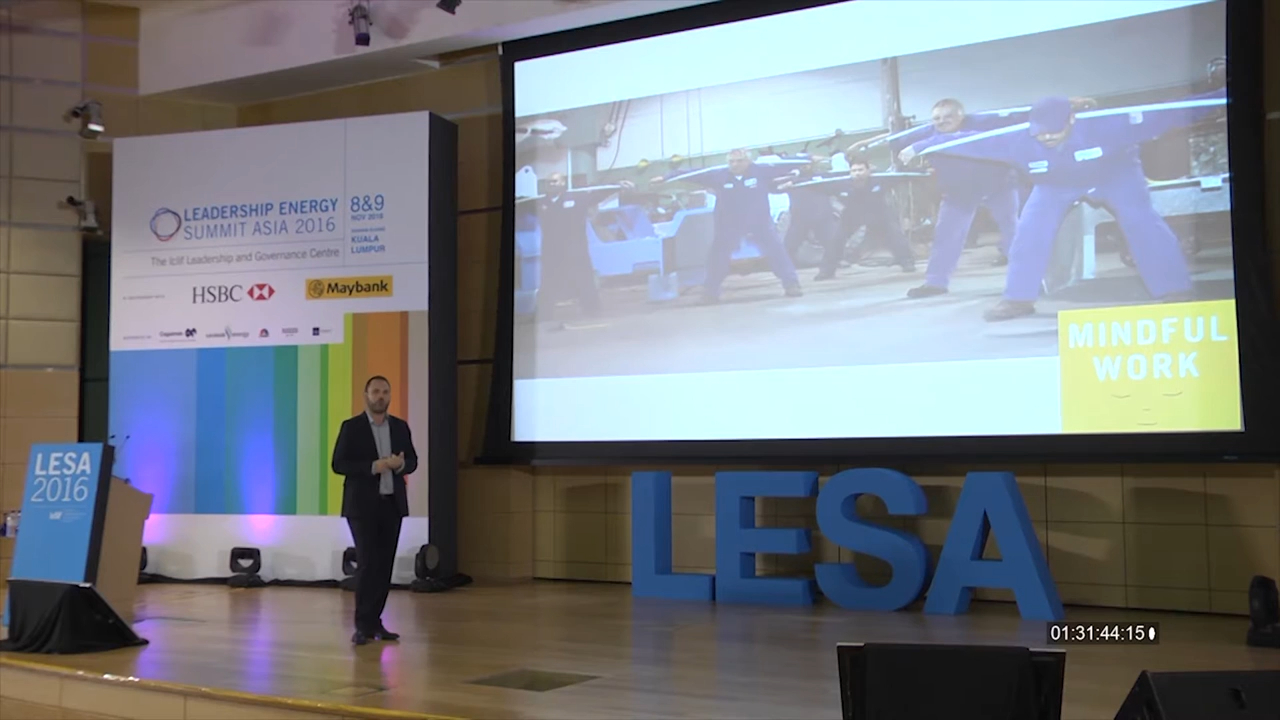 LEADERSHIP ENERGY
SUMMIT ASIA 2016
8&9
NOV 2016
KUALA
LUMPUR
The Iclif Leadership and Governance Centre
HSBC
Maybank
MINDFUL
WORK
LESA
2016
LESA
01:31:44:15